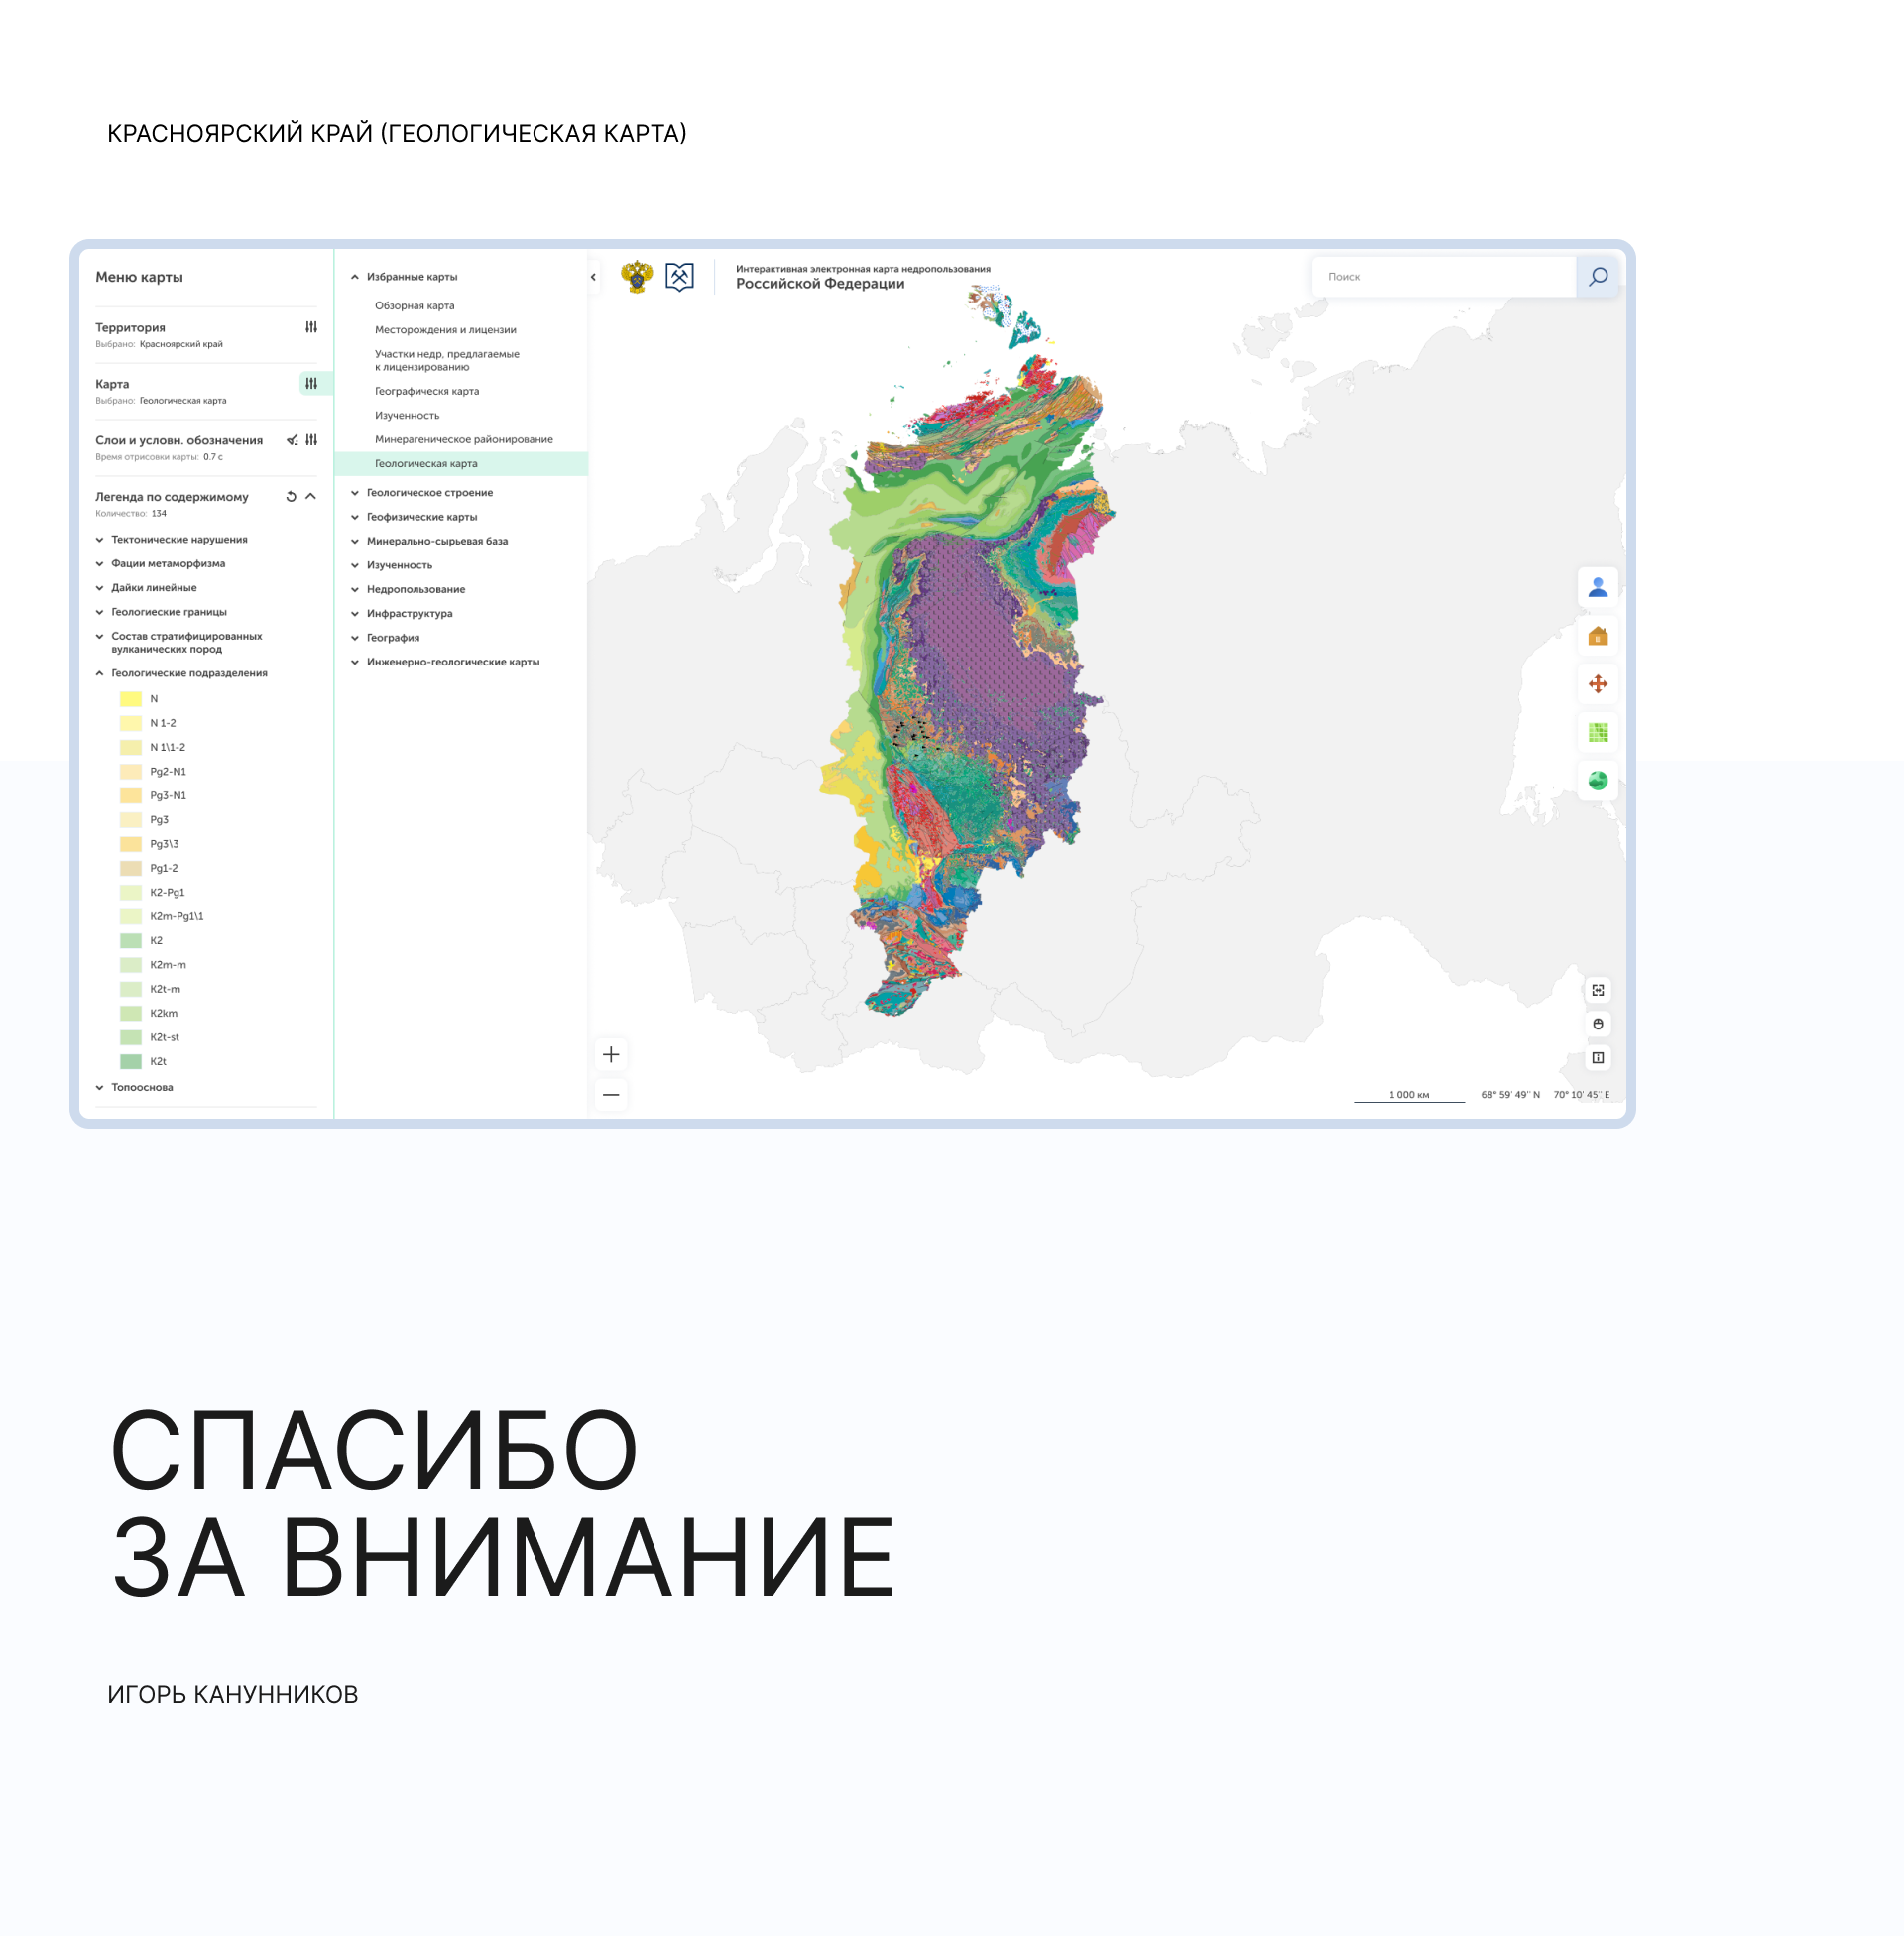 КРАСНОЯРСКИЙ КРАЙ (ГЕОЛОГИЧЕСКАЯ КАРТА)
Меню карты
Территория
Выбрано: Красноярский край
Карта
Выбрано: Геологическая карта
Слои и условн. обозначения
Время отрисовки карты: 0.7 с
Легенда по содержимому
Количество: 134
Тектонические нарушения
Фации метаморфизма
Дайки линейные
Геологиеские границы
Состав стратифицированных
вулканических пород
Геологические подразделения
N
N 1-2
N 1\1-2
Pg2-N1
Pg3-N1
Pg3
Pg3\3
Pg1-2
K2-Pg1
K2m-Pg1\1
K2
K2m-m
K2t-m
K2km
K2t-st
K2t
Топооснова
Избранные карты
Обзорная карта
Месторождения и лицензии
Участки недр, предлагаемые
к лицензированию
Географическя карта
Изученность
Минерагеническое районирование
Геологическая карта
Геологическое строение
Геофизические карты
Минерально-сырьевая база
Изученность
Недропользование
Инфраструктура
География
Инженерно-геологические карты
Интерактивная электронная карта недропользования
Российской Федерации
Поиск
1 000 км
68° 59' 49'' N 70° 10' 45'' E
СПАСИБО
ЗА ВНИМАНИЕ
ИГОРЬ КАНУННИКОВ